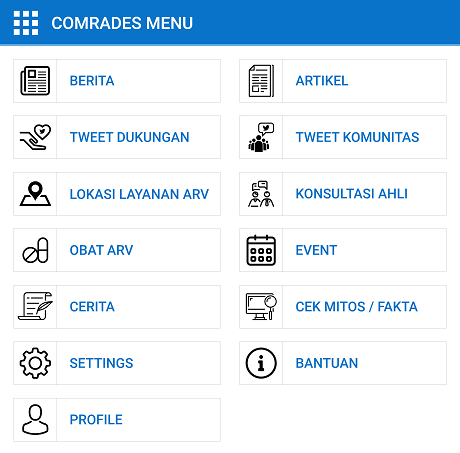 COMRADES MENU
BERITA
ARTIKEL
TWEET DUKUNGAN
TWEET KOMUNITAS
LOKASI LAYANAN ARV
KONSULTASI AHLI
OBAT ARV
EVENT
CERITA
CEK MITOS / FAKTA
SETTINGS
BANTUAN
PROFILE